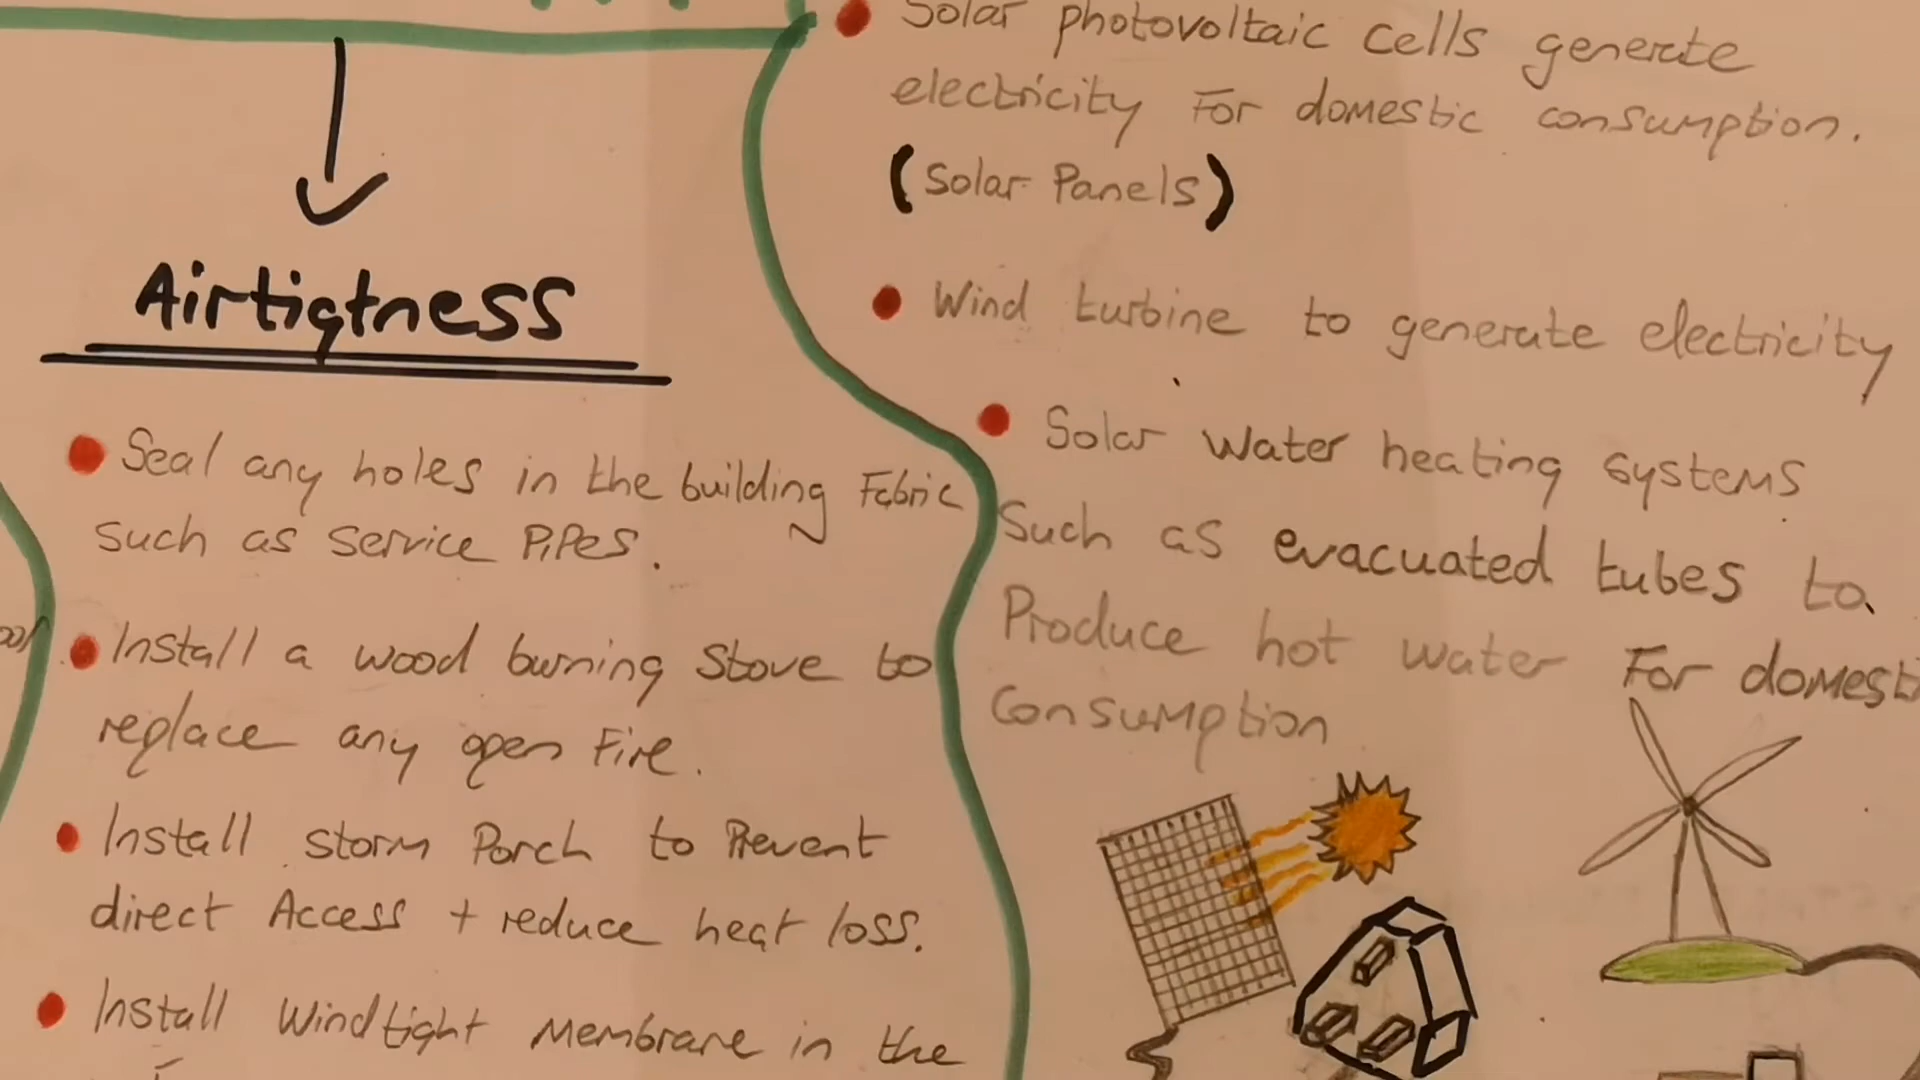 Airtigtness
Seal any holes in the building Fabric
such as service PiPes.
Install a wood burning Stove to
replace any open Fire.
Install storm Porch to Prevent
direct Access + reduce heat loss.
Install Windtight Membrane in the
Solar photovoltaic cells generate
electricity For domestic consumption.
(Solar Panels)
Wind turbine to generate electricity
Solar Water heating systems
Such as evacuated tubes to
Produce hot water For domesti
Consumption